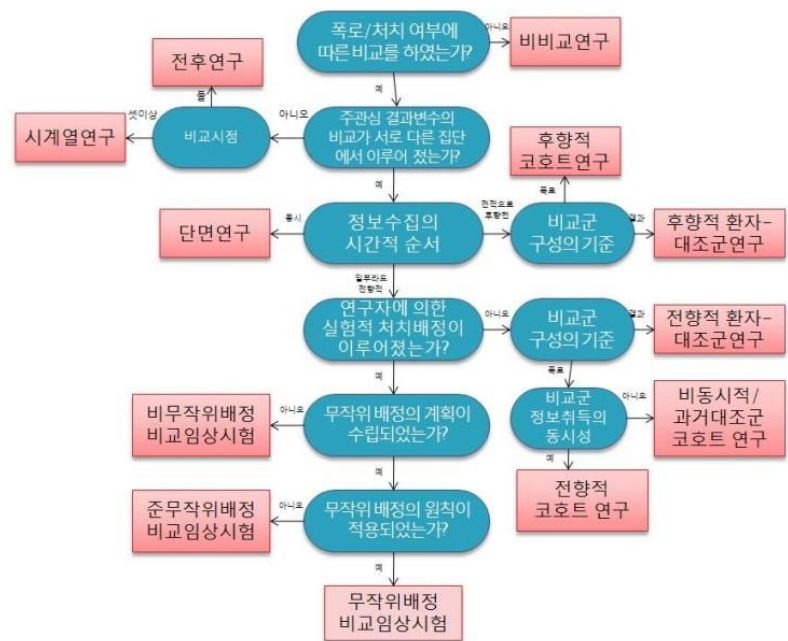 폭로/처치 여부에
따른 비교를 하였는가?
아니오
비비교연구
예
전후연구
둘
셋이상
시계열연구
비교시점
아니오
주관심 결과변수의
비교가 서로 다른 집단
에서 이루어 졌는가?
예
후향적
코호트연구
폭로
단면연구
동시
정보수집의
시간적 순서
전적으로
후향적
비교군
구성의 기준
결과
후향적 환자-
대조군연구
일부라도
전향적
연구자에 의한
실험적 처치배정이
이루어졌는가?
아니오
비교군
구성의 기준
결과
전향적 환자-
대조군연구
예
폭로
비무작위배정
비교임상시험
아니오
무작위 배정의 계획이
수립되었는가?
비교군
정보취득의
동시성
아니오
비동시적/
과거대조군
코호트 연구
예
예
전향적
코호트 연구
준무작위배정
비교임상시험
아니오
무작위 배정의 원칙이
적용되었는가?
예
무작위배정
비교임상시험